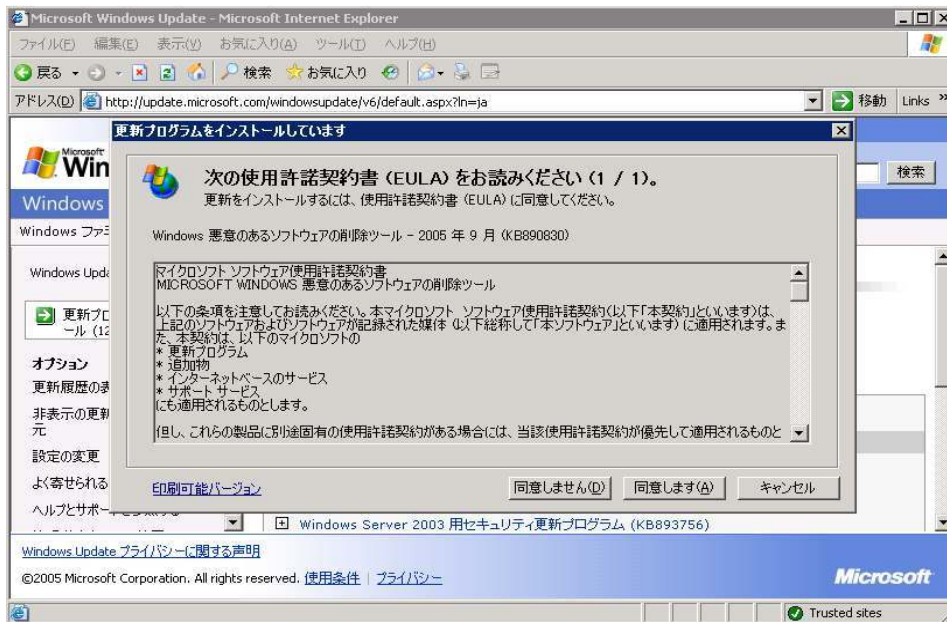 Microsoft Windows Update - Microsoft Internet Explorer
ファイル(F) 編集(E) 表示(V) お気に入り(A) ツール(T) ヘルプ(H)
戻る 検索 お気に入り
アドレス(D) http://update.microsoft.com/windowsupdate/v6/default.aspx?ln=ja 移動 Links »
更新プログラムをインストールしています
Microsoft
Win
検索
Windows
Windows ファミ
次の使用許諾契約書 (EULA) をお読みください (1 / 1)。
更新をインストールするには、使用許諾契約書 (EULA) に同意してください。
Windows 悪意のあるソフトウェアの削除ツール - 2005 年 9 月 (KB890830)
マイクロソフト ソフトウェア使用許諾契約書
MICROSOFT WINDOWS 悪意のあるソフトウェアの削除ツール
以下の条項を注意してお読みください。本マイクロソフト ソフトウェア使用許諾契約(以下「本契約」といいます)は、
上記のソフトウェアおよびソフトウェアが記録された媒体 (以下総称して「本ソフトウェア」といいます) に適用されます。ま
た、本契約は、以下のマイクロソフトの
* 更新プログラム
* 追加物
* インターネットベースのサービス
* サポート サービス
にも適用されるものとします。
但し、これらの製品に別途固有の使用許諾契約がある場合には、当該使用許諾契約が優先して適用されるものと
印刷可能バージョン 同意しません(D) 同意します(A) キャンセル
Windows Upda
更新プロ
ール (12
オプション
更新履歴の表
非表示の更新
元
設定の変更
よく寄せられる
ヘルプとサポー
Windows Server 2003 用セキュリティ更新プログラム (KB893756)
Windows Update プライバシーに関する声明
©2005 Microsoft Corporation. All rights reserved. 使用条件 | プライバシー
Microsoft
Trusted sites